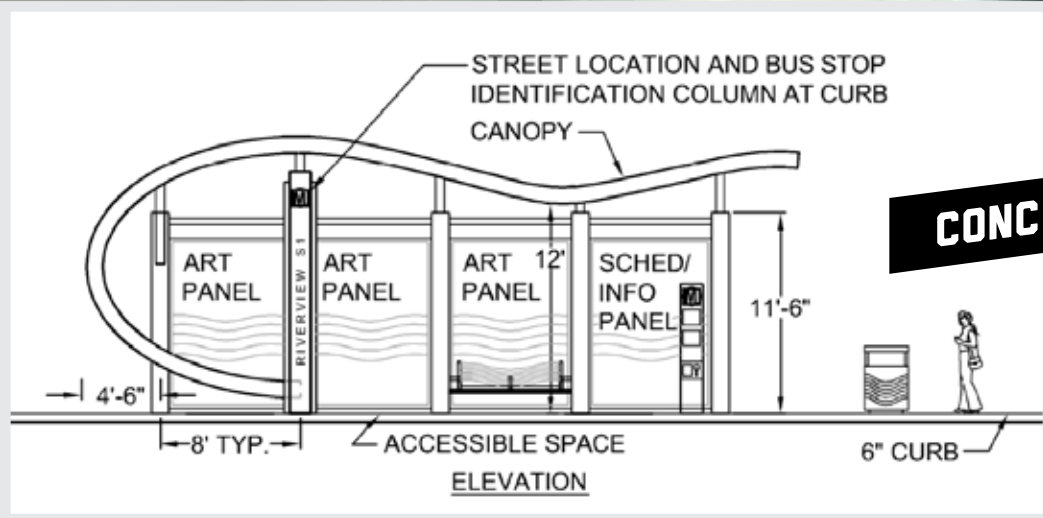 STREET LOCATION AND BUS STOP
IDENTIFICATION COLUMN AT CURB
CANOPY
CONC
M
RIVERVIEW S1
ART
PANEL
ART
PANEL
ART
PANEL
12'
SCHED/
INFO
PANEL
M
11'-6"
4'-6"
8' TYP.
ACCESSIBLE SPACE
6" CURB
ELEVATION